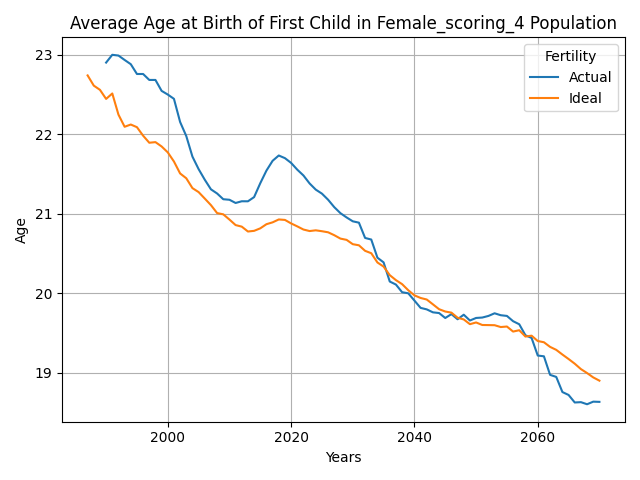 Average Age at Birth of First Child in Female_scoring_4 Population
Fertility
Actual
Ideal
Age
23
22
21
20
19
2000
2020
2040
2060
Years